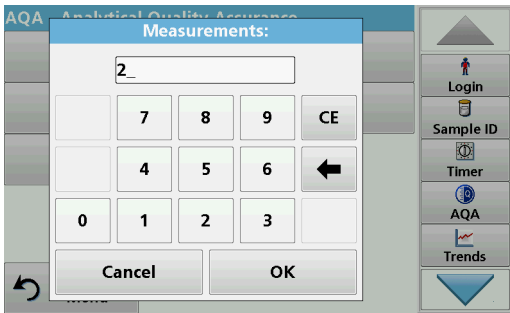 AQA - Analytical Quality Assurance
Measurements:
2_
7 8 9 CE
4 5 6
0 1 2 3
Cancel OK
Menu
Login
Sample ID
Timer
AQA
Trends